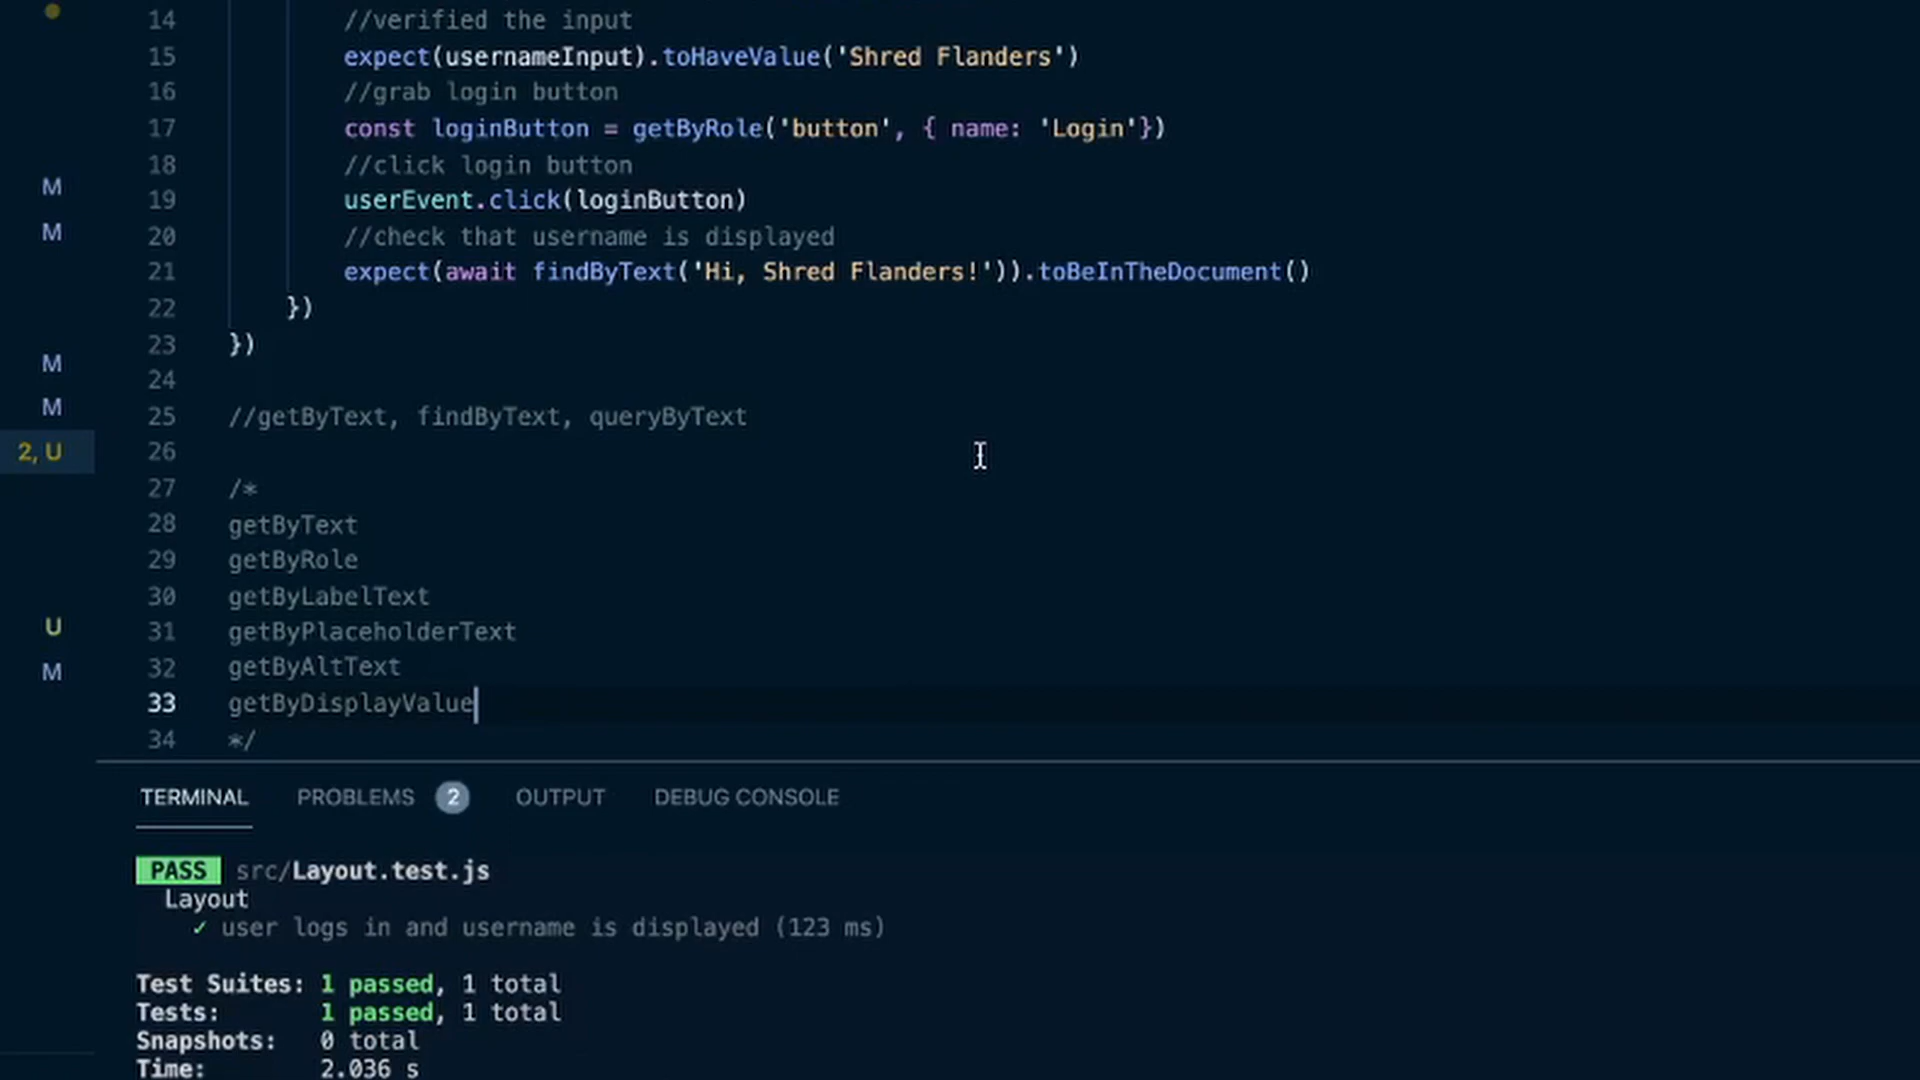 14 //verified the input
15 expect(usernameInput).toHaveValue('Shred Flanders')
16 //grab login button
17 const loginButton = getByRole('button', { name: 'Login'})
M 18 //click login button
19 userEvent.click(loginButton)
M 20 //check that username is displayed
21 expect(await findByText('Hi, Shred Flanders!')).toBeInTheDocument()
22 })
23 })
M
24
M 25 //getByText, findByText, queryByText
2, U 26
27 /*
28 getByText
29 getByRole
30 getByLabelText
U 31 getByPlaceholderText
M 32 getByAltText
33 getByDisplayValue
34 */
TERMINAL PROBLEMS 2 OUTPUT DEBUG CONSOLE
PASS src/Layout.test.js
Layout
✓ user logs in and username is displayed (123 ms)
Test Suites: 1 passed, 1 total
Tests: 1 passed, 1 total
Snapshots: 0 total
Time: 2.036 s